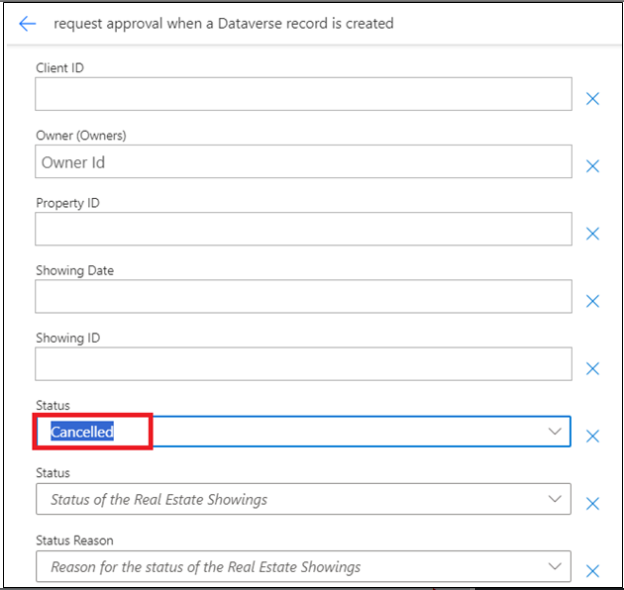 request approval when a Dataverse record is created
Client ID
Owner (Owners)
Owner Id
Property ID
Showing Date
Showing ID
Status
Cancelled
Status
Status of the Real Estate Showings
Status Reason
Reason for the status of the Real Estate Showings